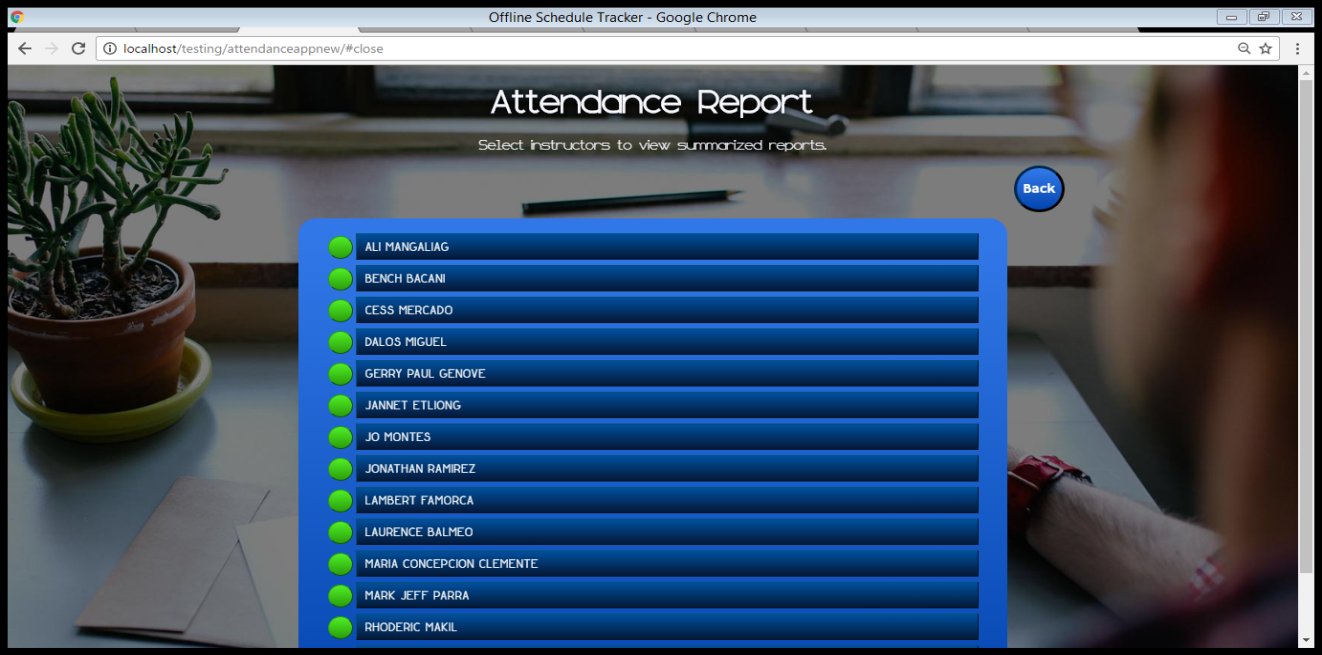 Offline Schedule Tracker - Google Chrome
localhost/testing/attendanceappnew/#close
Attendance Report
Select instructors to view summarized reports.
Back
ALI MANGALIAG
BENCH BACANI
CESS MERCADO
DALOS MIGUEL
GERRY PAUL GENOVE
JANNET ETLIONG
JO MONTES
JONATHAN RAMIREZ
LAMBERT FAMORCA
LAURENCE BALMEO
MARIA CONCEPCION CLEMENTE
MARK JEFF PARRA
RHODERIC MAKIL